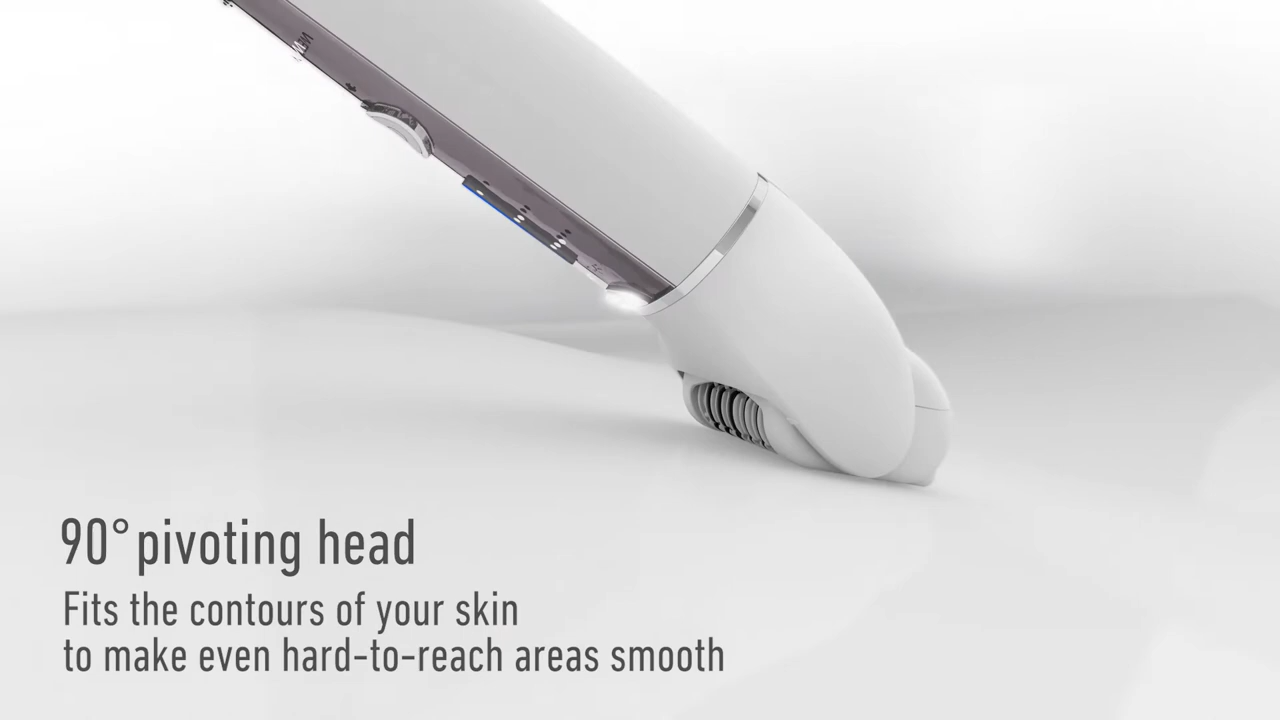 90° pivoting head
Fits the contours of your skin
to make even hard-to-reach areas smooth